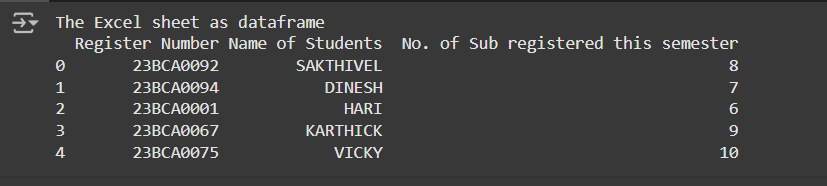 The Excel sheet as dataframe
Register Number Name of Students No. of Sub registered this semester
0 23BCA0092 SAKTHIVEL 8
1 23BCA0094 DINESH 7
2 23BCA0001 HARI 6
3 23BCA0067 KARTHICK 9
4 23BCA0075 VICKY 10